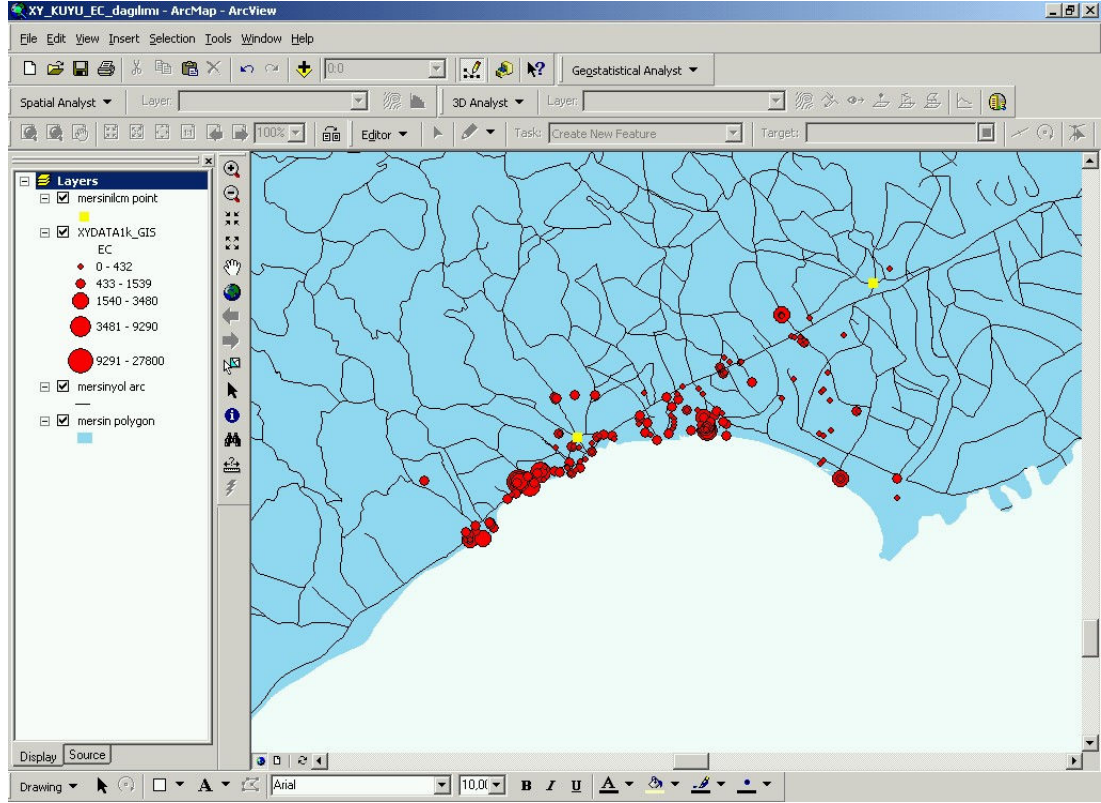 XY_KUYU_EC_dagılımı - ArcMap - ArcView
File Edit View Insert Selection Tools Window Help
0:0 Geostatistical Analyst
Spatial Analyst Layer: 3D Analyst Layer:
100% Editor Task: Create New Feature Target:
Layers
mersinilcm point
XYDATA1k_GIS
EC
0 - 432
433 - 1539
1540 - 3480
3481 - 9290
9291 - 27800
mersinyol arc
mersin polygon
Display Source
Drawing A Arial 10,0 B I U A